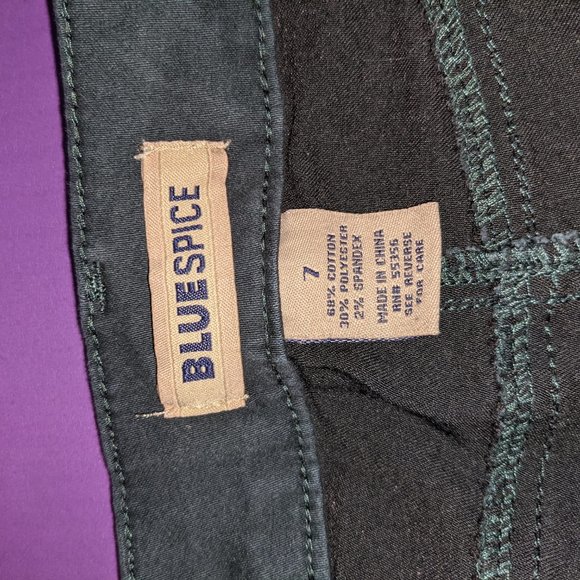 BLUESPICE
7
68% COTTON
30% POLYESTER
2% SPANDEX
MADE IN CHINA
RN# 55356
SEE REVERSE
*FOR CARE